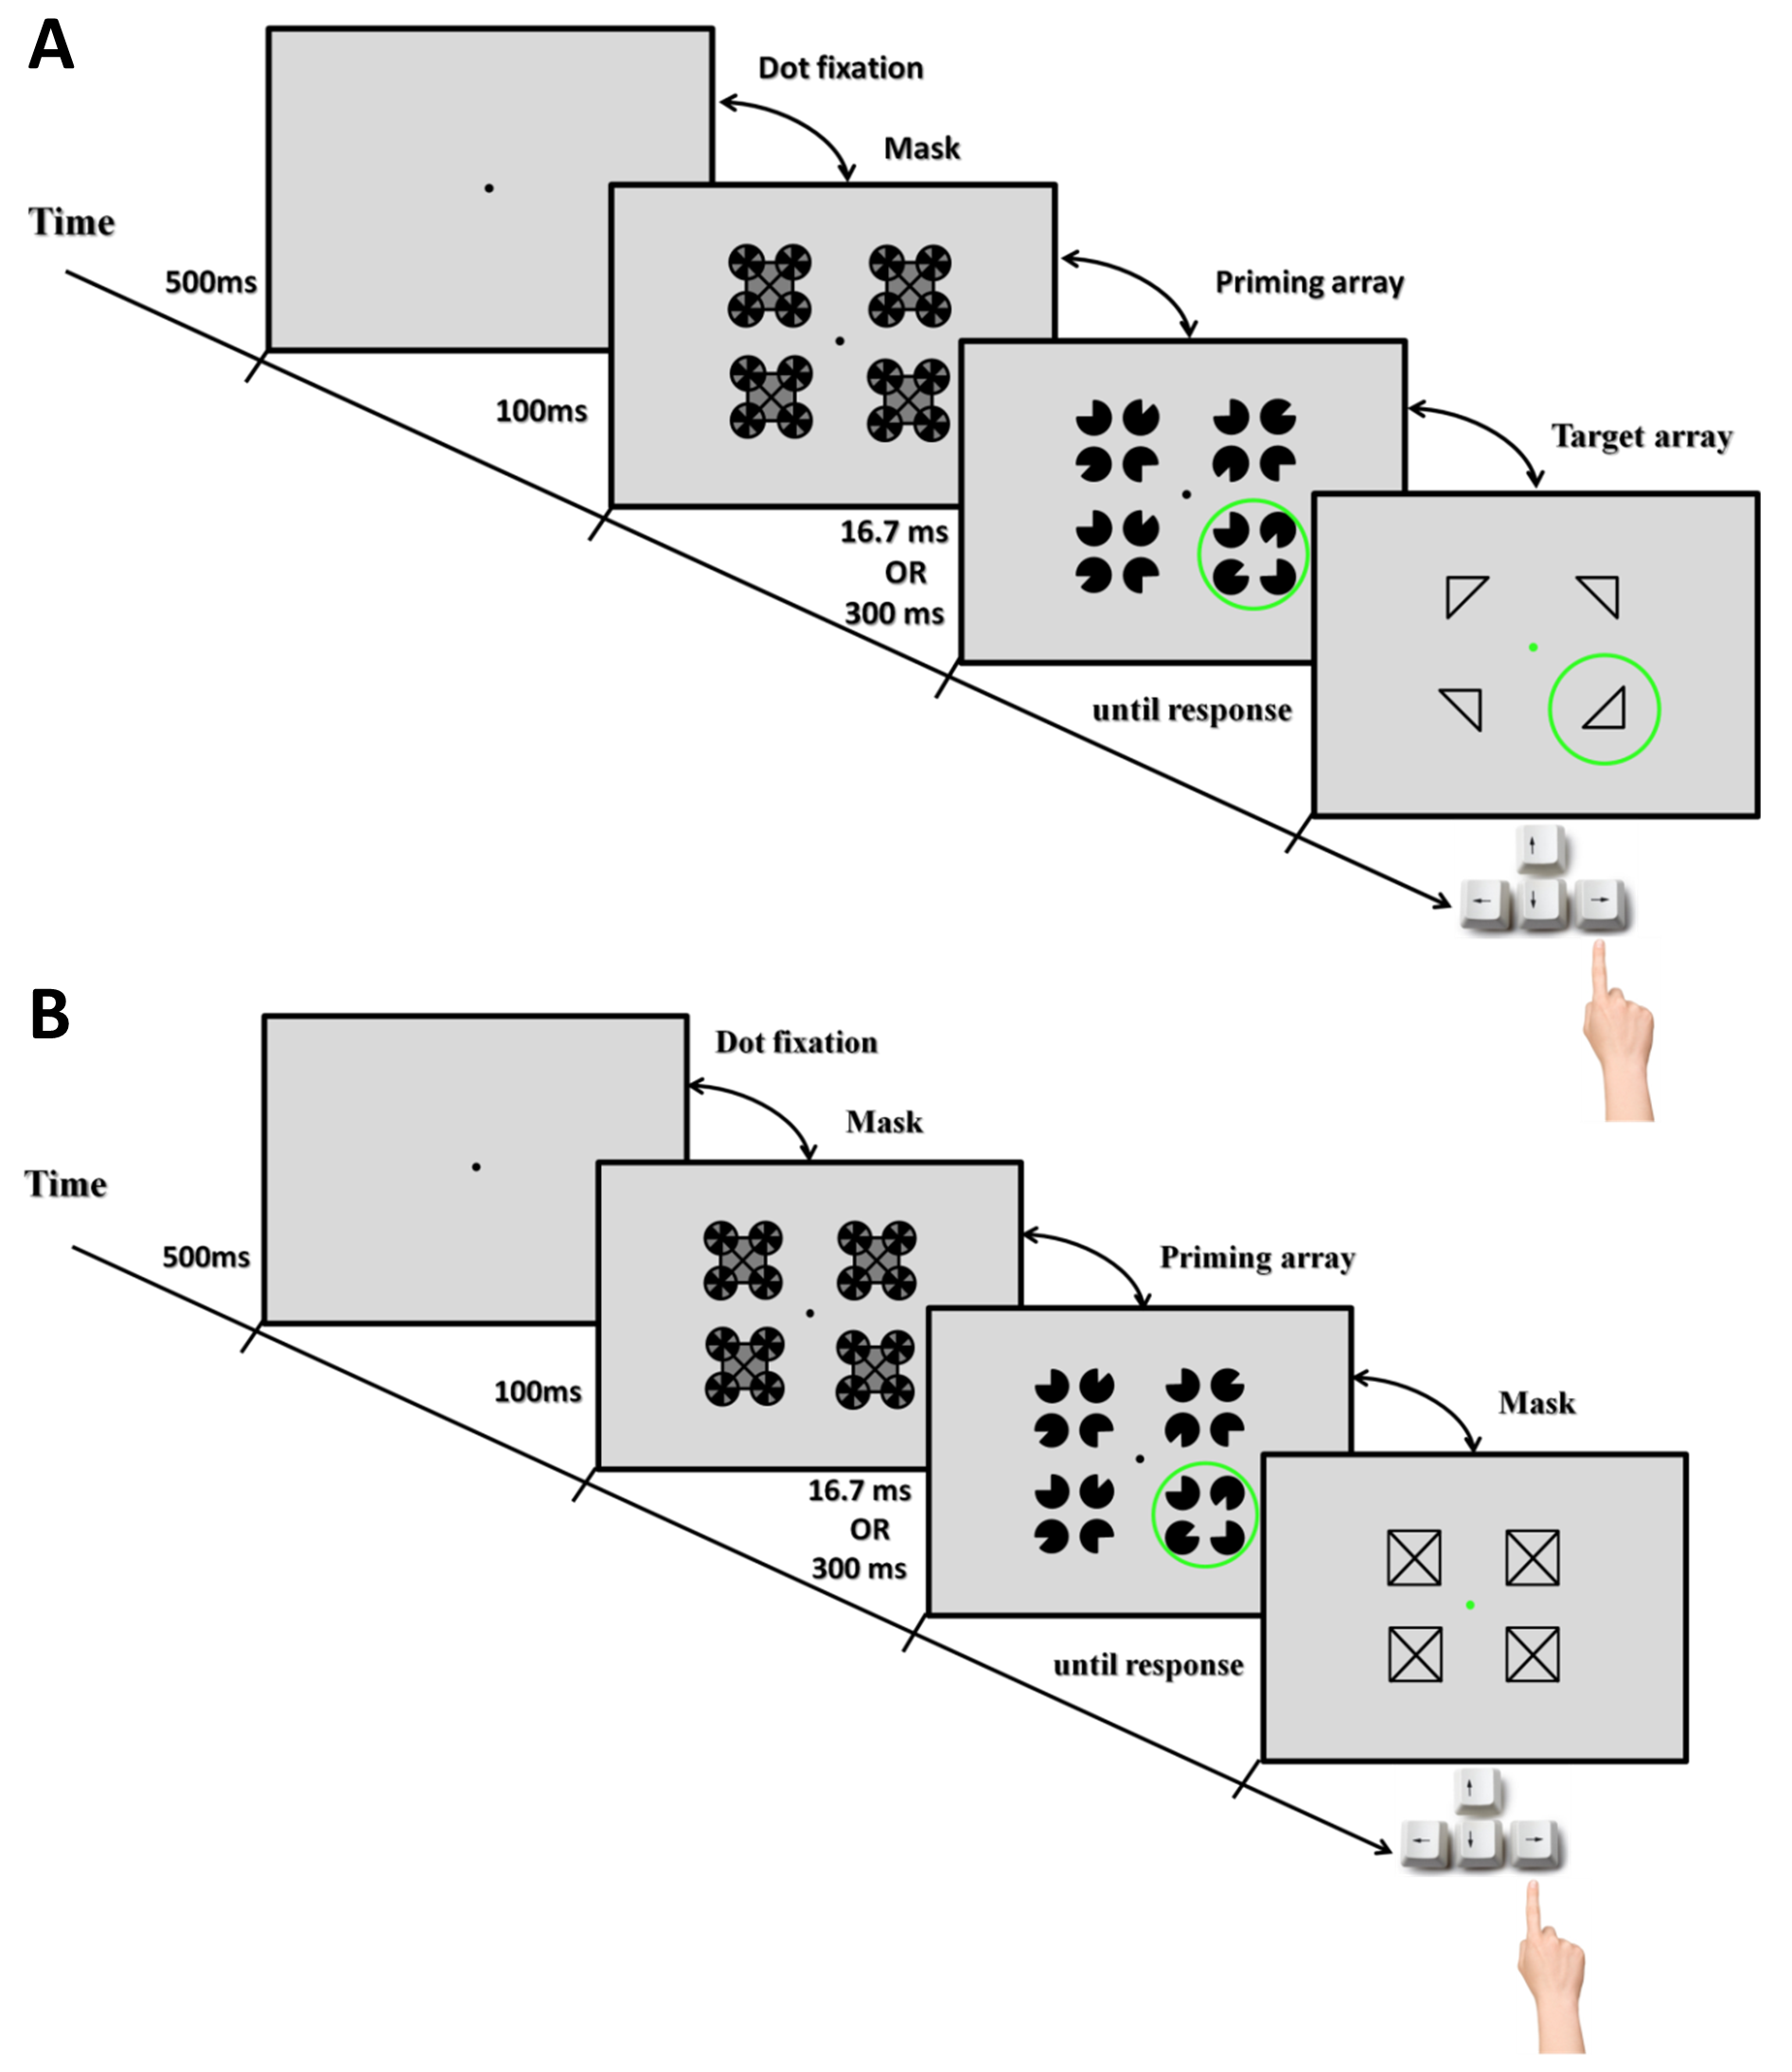 A
Dot fixation
Mask
Time
500ms
Priming array
100ms
Target array
16.7 ms
OR
300 ms
until response
↑
← ↓ →
B
Dot fixation
Mask
Time
500ms
Priming array
100ms
Mask
16.7 ms
OR
300 ms
until response
↑
← ↓ →